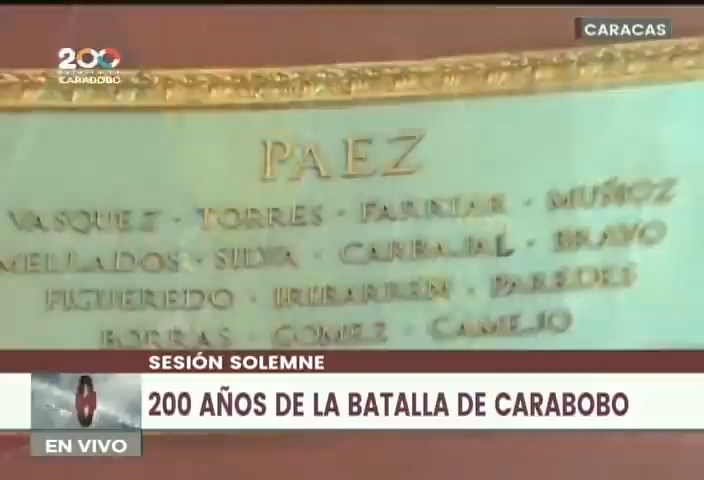 200
CARABOBO
CARACAS
PAEZ
VASQUEZ · TORRES · FARRIAR · MUÑOZ
MELLADOS · SILVA · CARBAJAL · BRAVO
FIGUEREDO · IRIBARREN · PAREDES
BORRAS · GOMEZ · CAMEJO
SESIÓN SOLEMNE
200 AÑOS DE LA BATALLA DE CARABOBO
EN VIVO